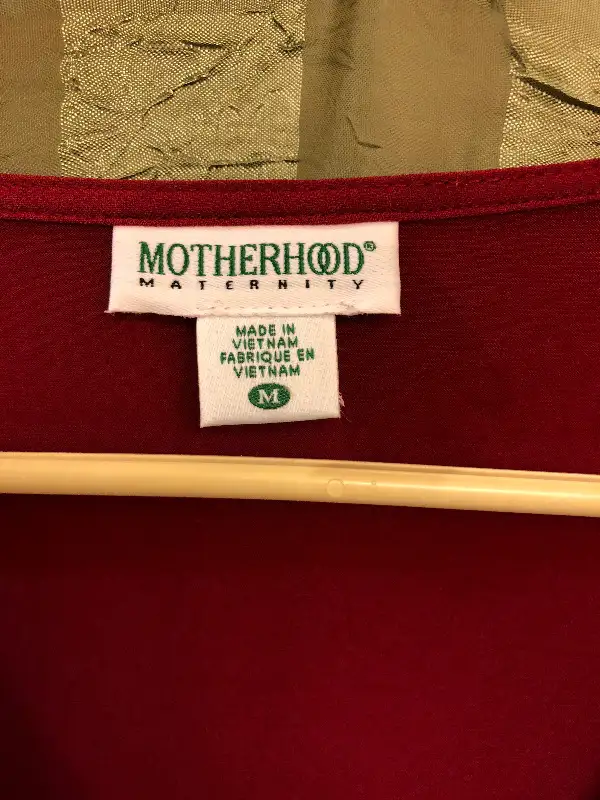 MOTHERHOOD®
MATERNITY
MADE IN
VIETNAM
FABRIQUE EN
VIETNAM
M